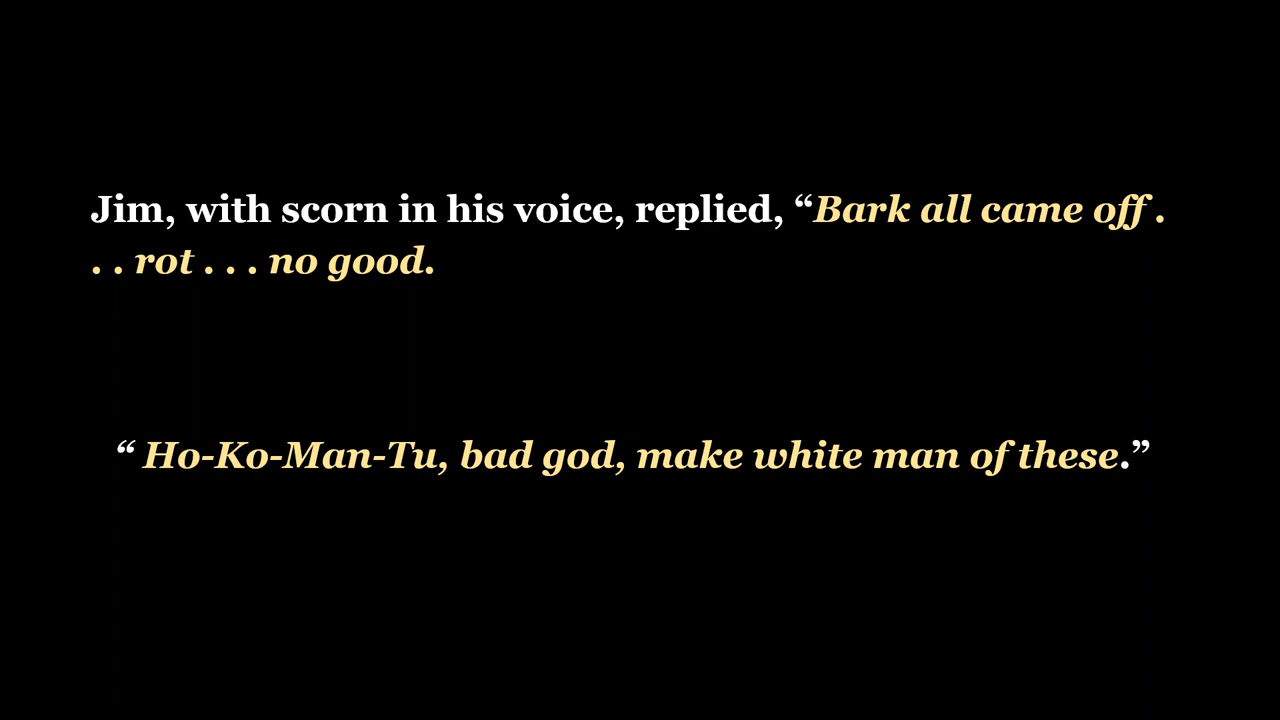 Jim, with scorn in his voice, replied, “Bark all came off .
. . rot . . . no good.
“ Ho-Ko-Man-Tu, bad god, make white man of these.”